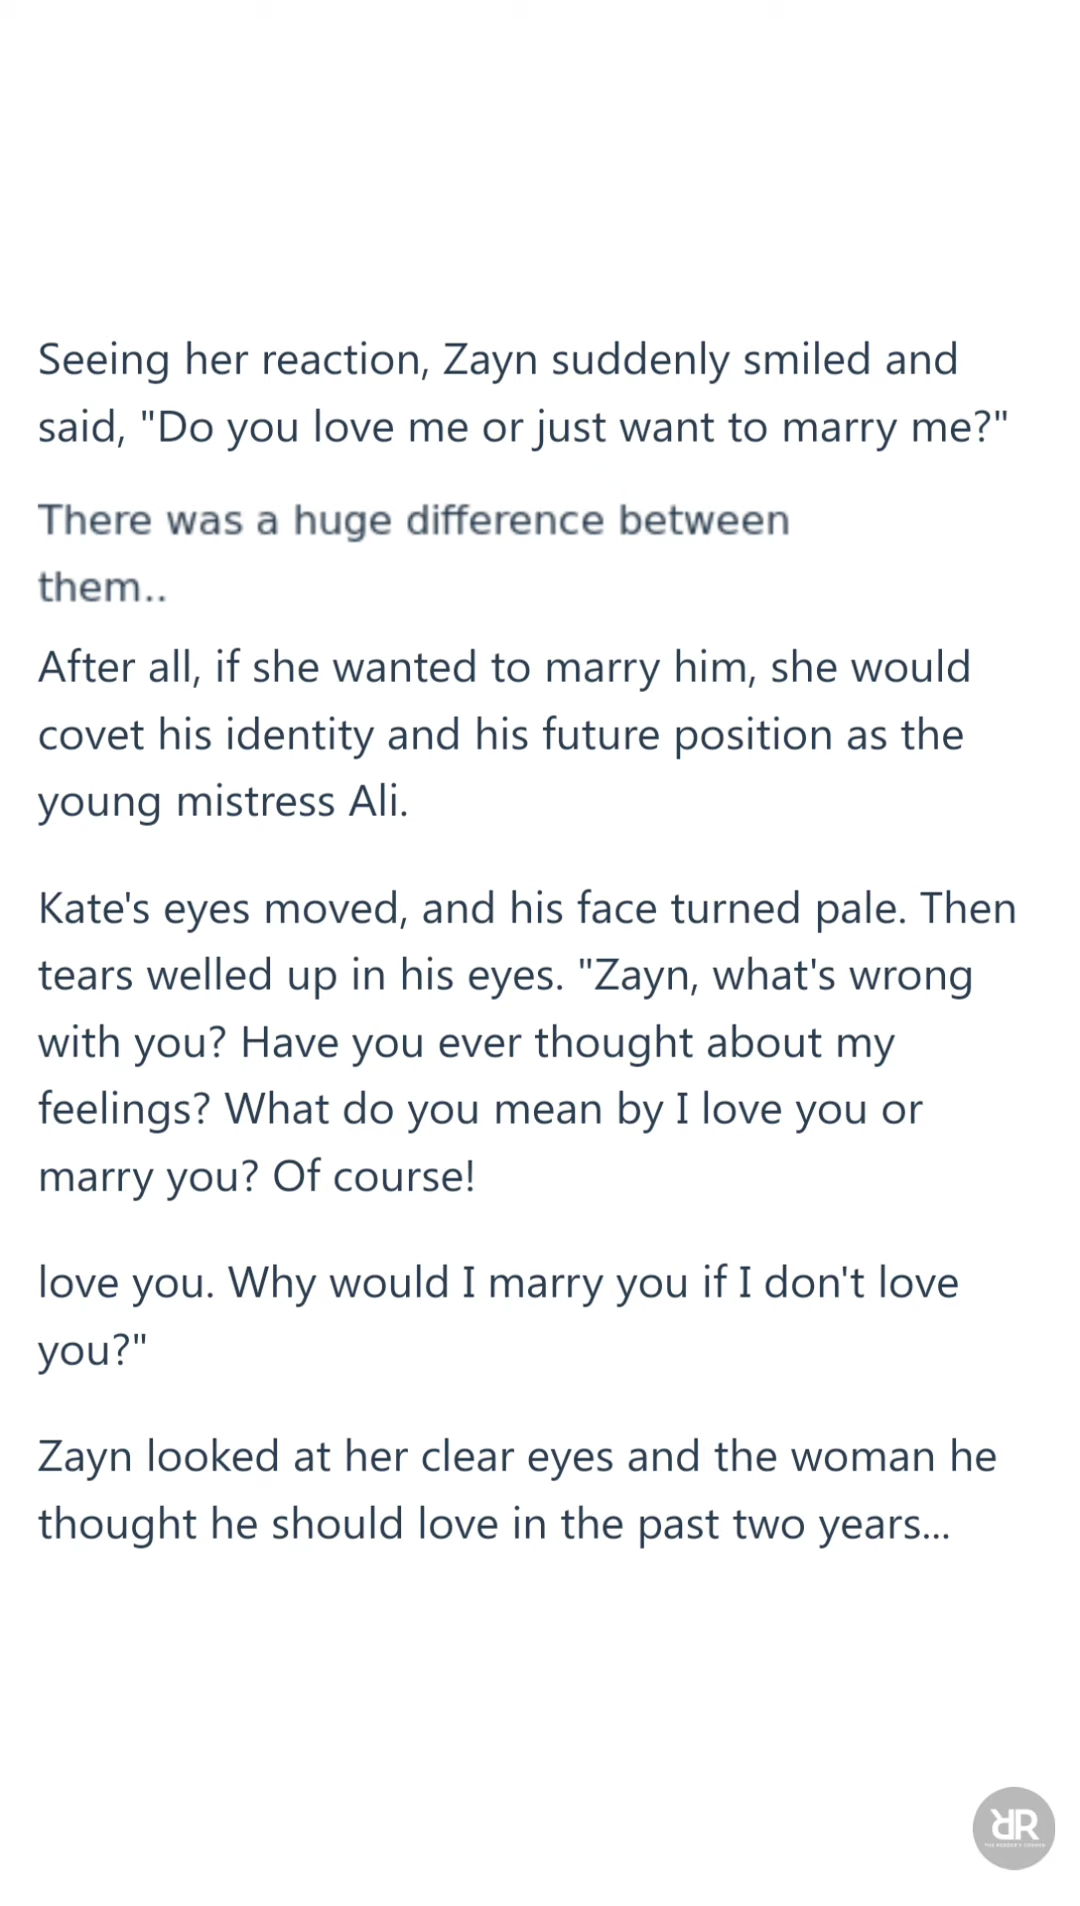 Seeing her reaction, Zayn suddenly smiled and
said, "Do you love me or just want to marry me?"
There was a huge difference between
them..
After all, if she wanted to marry him, she would
covet his identity and his future position as the
young mistress Ali.
Kate's eyes moved, and his face turned pale. Then
tears welled up in his eyes. "Zayn, what's wrong
with you? Have you ever thought about my
feelings? What do you mean by I love you or
marry you? Of course!
love you. Why would I marry you if I don't love
you?"
Zayn looked at her clear eyes and the woman he
thought he should love in the past two years...
RR
THE READER'S CORNER